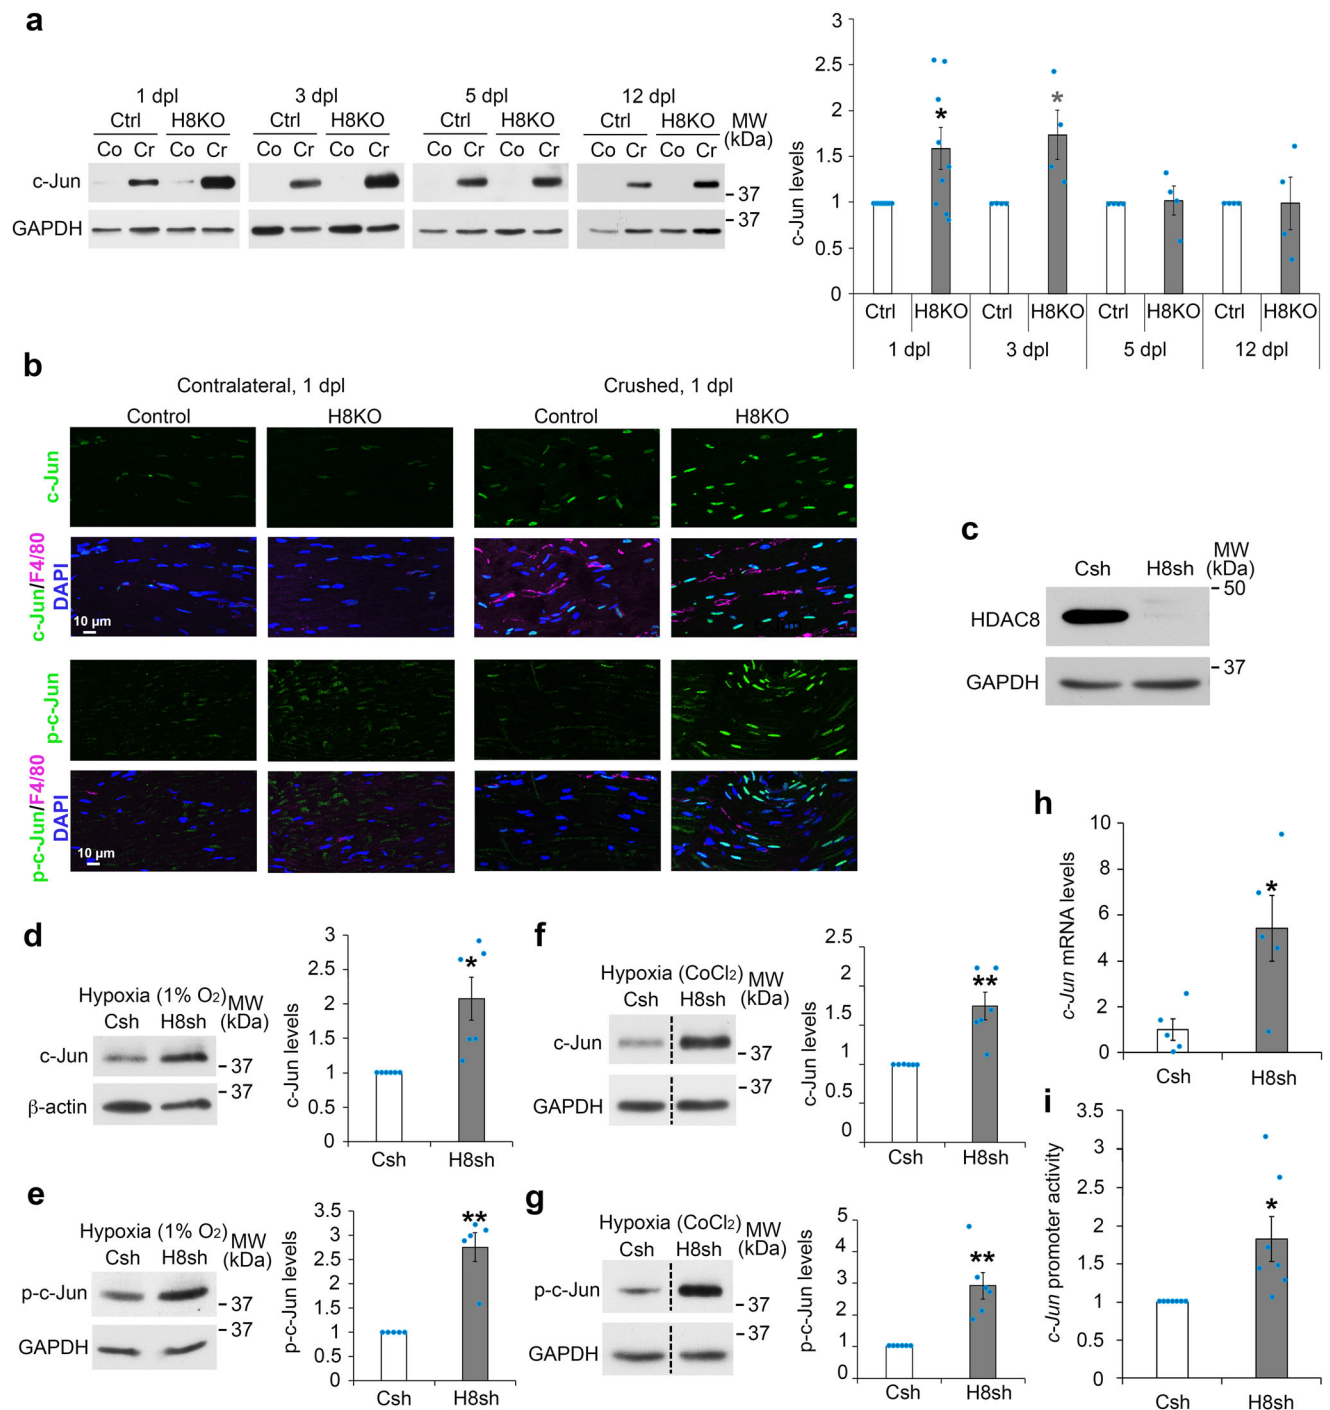 a
1 dpl 3 dpl 5 dpl 12 dpl
Ctrl H8KO Ctrl H8KO Ctrl H8KO Ctrl H8KO MW (kDa)
Co Cr Co Cr Co Cr Co Cr Co Cr Co Cr Co Cr Co Cr
c-Jun
37
GAPDH
37
c-Jun levels
3
2.5
2
1.5
1
0.5
0
* *
Ctrl H8KO Ctrl H8KO Ctrl H8KO Ctrl H8KO
1 dpl 3 dpl 5 dpl 12 dpl
b
Contralateral, 1 dpl Crushed, 1 dpl
Control H8KO Control H8KO
c-Jun
c-Jun/F4/80
DAPI
10 µm
p-c-Jun
p-c-Jun/F4/80
DAPI
10 µm
c
Csh H8sh MW (kDa)
50
HDAC8
37
GAPDH
d
Hypoxia (1% O2) MW
Csh H8sh (kDa)
c-Jun
37
37
β-actin
c-Jun levels
3
2.5
2
1.5
1
0.5
0
*
Csh H8sh
e
Hypoxia (1% O2) MW
Csh H8sh (kDa)
p-c-Jun
37
37
GAPDH
p-c-Jun levels
3.5
3
2.5
2
1.5
1
0.5
0
**
Csh H8sh
f
Hypoxia (CoCl2) MW
Csh H8sh (kDa)
c-Jun
37
37
GAPDH
c-Jun levels
2.5
2
1.5
1
0.5
0
**
Csh H8sh
g
Hypoxia (CoCl2) MW
Csh H8sh (kDa)
p-c-Jun
37
37
GAPDH
p-c-Jun levels
5
4
3
2
1
0
**
Csh H8sh
h
c-Jun mRNA levels
10
8
6
4
2
0
*
Csh H8sh
i
c-Jun promoter activity
3.5
3
2.5
2
1.5
1
0.5
0
*
Csh H8sh